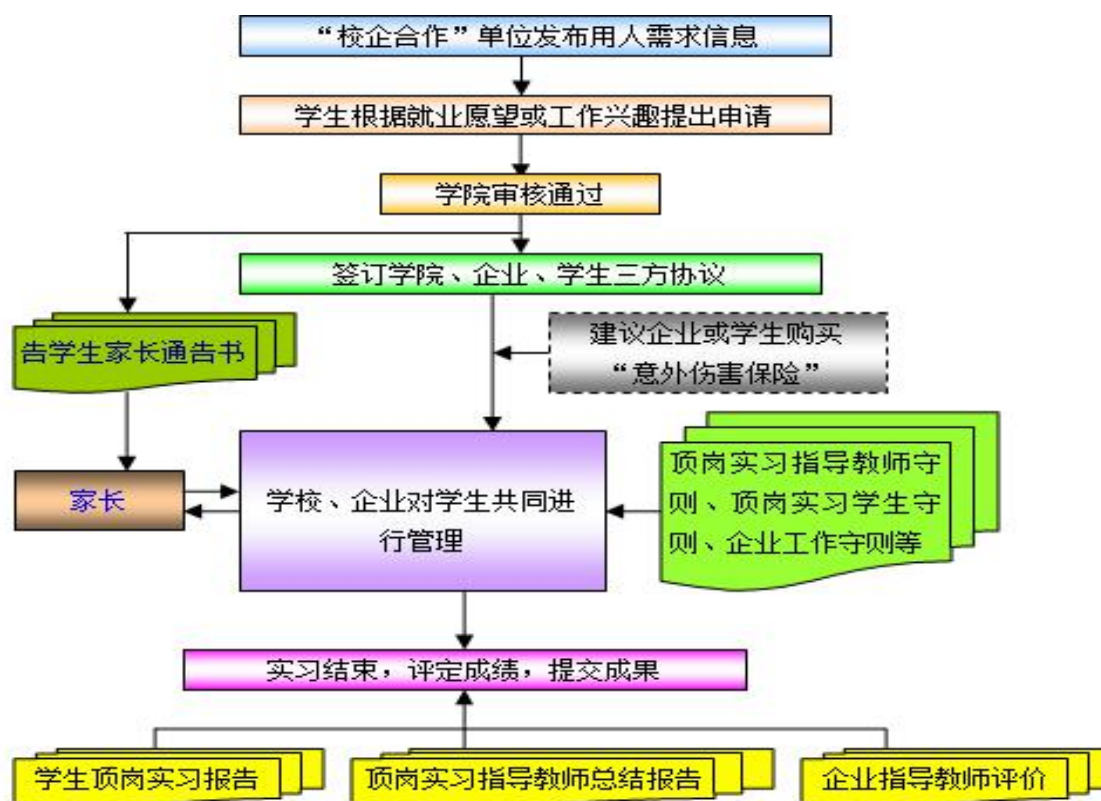 “校企合作”单位发布用人需求信息
学生根据就业愿望或工作兴趣提出申请
学院审核通过
签订学院、企业、学生三方协议
告学生家长通告书
建议企业或学生购买
“意外伤害保险”
家长
学校、企业对学生共同进
行管理
顶岗实习指导教师守
则、顶岗实习学生守
则、企业工作守则等
实习结束，评定成绩，提交成果
学生顶岗实习报告
顶岗实习指导教师总结报告
企业指导教师评价